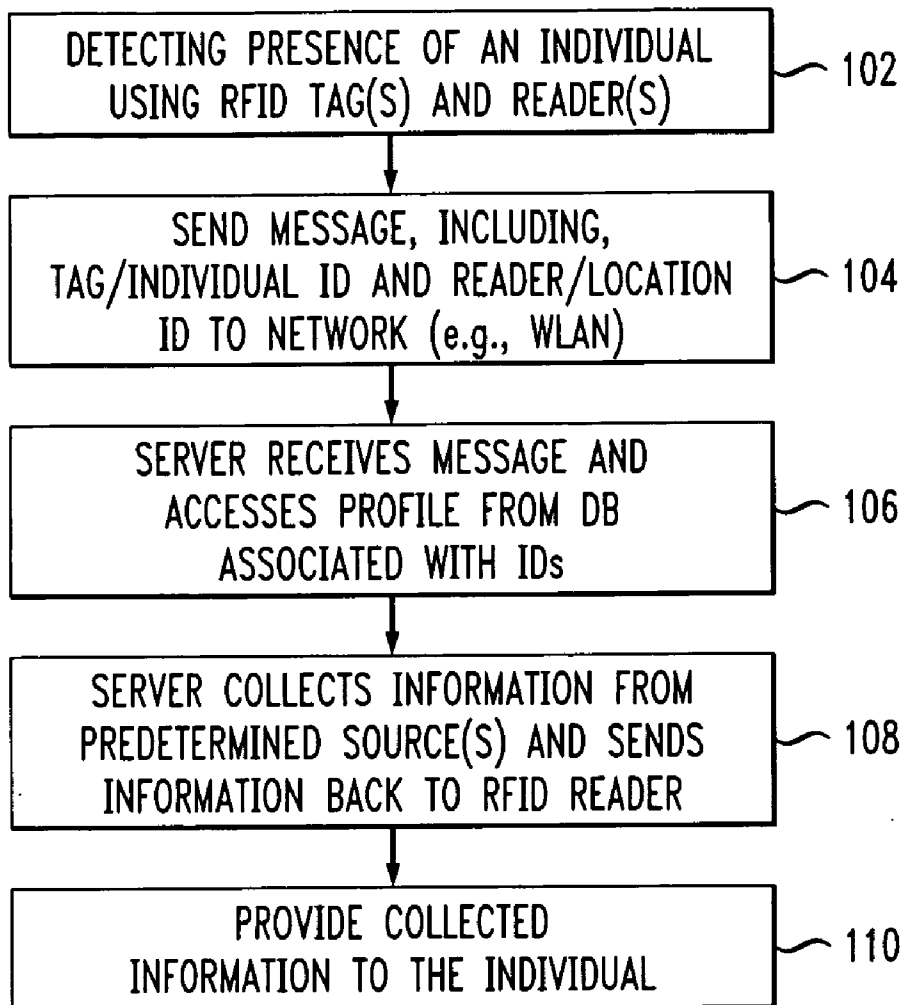 DETECTING PRESENCE OF AN INDIVIDUAL
USING RFID TAG(S) AND READER(S)
102
SEND MESSAGE, INCLUDING,
TAG/INDIVIDUAL ID AND READER/LOCATION
ID TO NETWORK (e.g., WLAN)
104
SERVER RECEIVES MESSAGE AND
ACCESSES PROFILE FROM DB
ASSOCIATED WITH IDs
106
SERVER COLLECTS INFORMATION FROM
PREDETERMINED SOURCE(S) AND SENDS
INFORMATION BACK TO RFID READER
108
PROVIDE COLLECTED
INFORMATION TO THE INDIVIDUAL
110